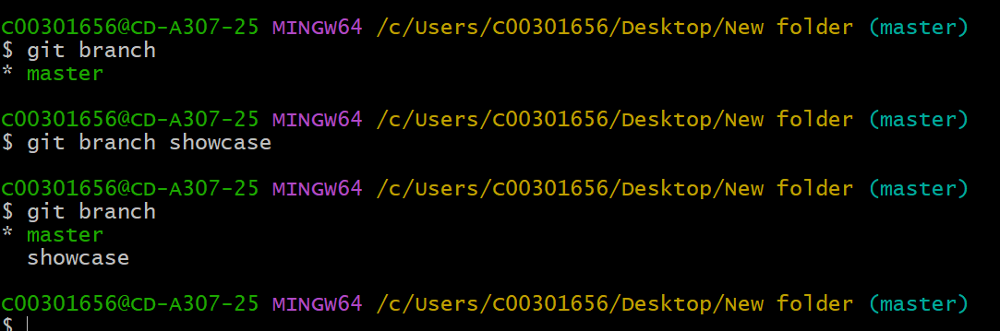 C00301656@CD-A307-25 MINGW64 /c/Users/C00301656/Desktop/New folder (master)
$ git branch
* master
C00301656@CD-A307-25 MINGW64 /c/Users/C00301656/Desktop/New folder (master)
$ git branch showcase
C00301656@CD-A307-25 MINGW64 /c/Users/C00301656/Desktop/New folder (master)
$ git branch
* master
showcase
C00301656@CD-A307-25 MINGW64 /c/Users/C00301656/Desktop/New folder (master)
$